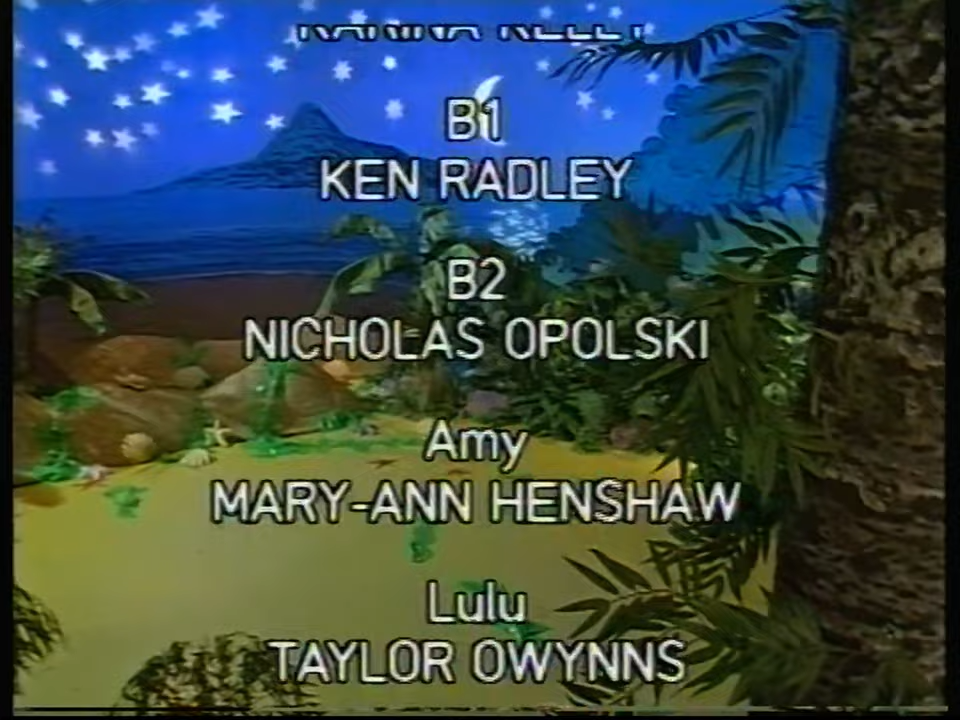 B1
KEN RADLEY
B2
NICHOLAS OPOLSKI
Amy
MARY-ANN HENSHAW
Lulu
TAYLOR OWYNNS